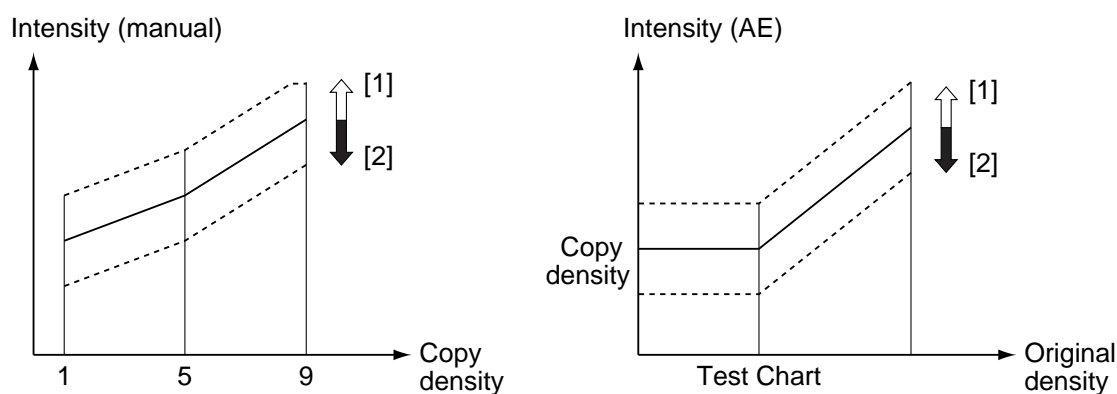 Intensity (manual)
[1]
[2]
1
5
9
Copy
density
Intensity (AE)
[1]
[2]
Copy
density
Test Chart
Original
density